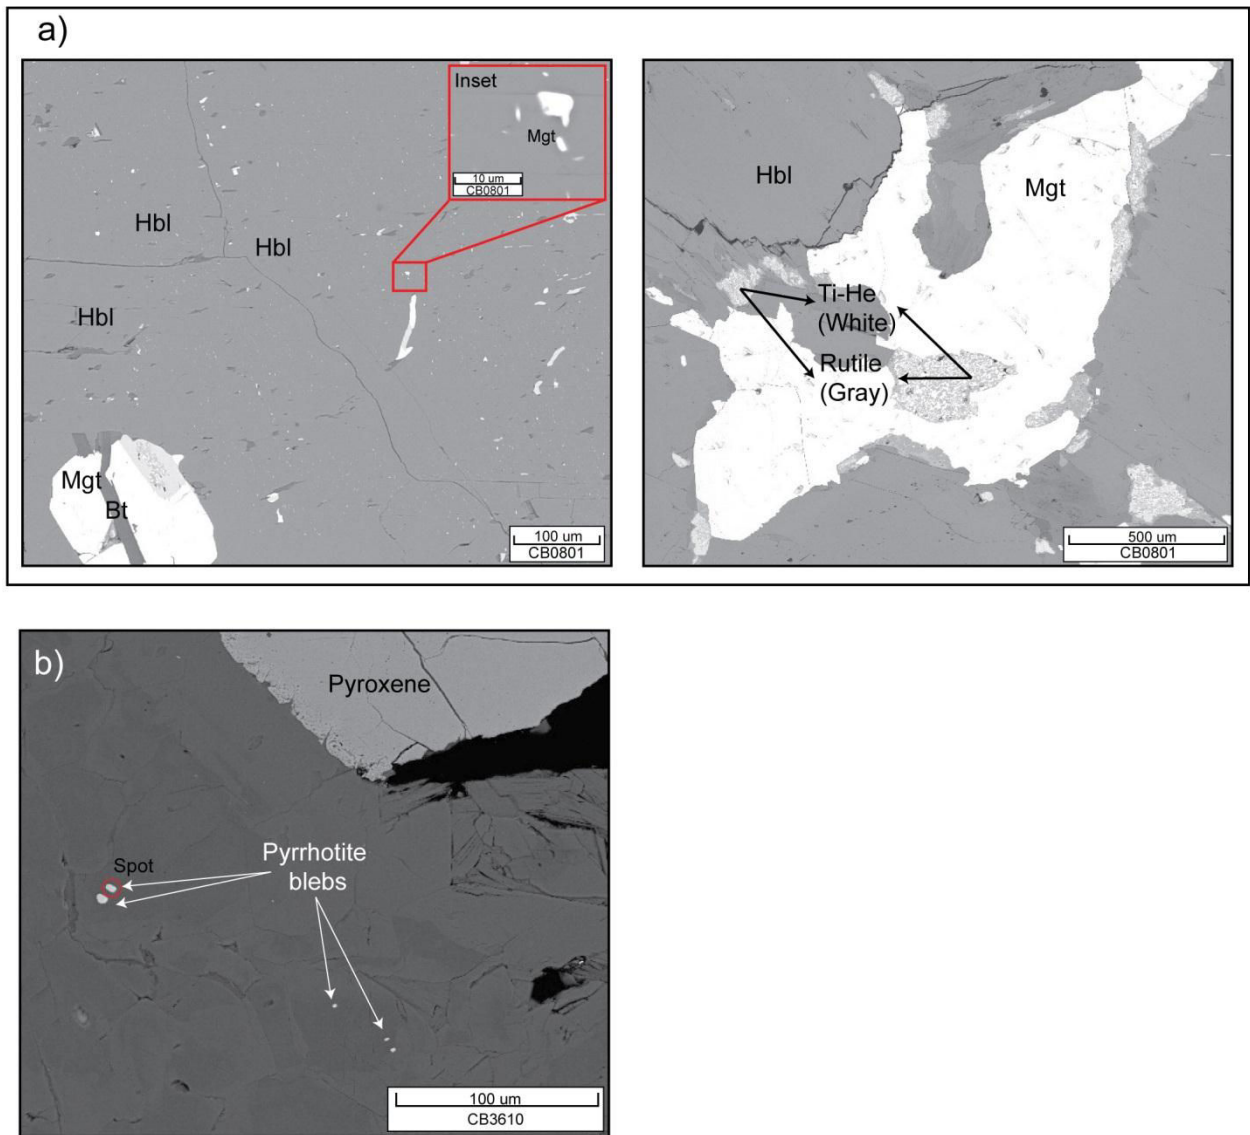 a)
Inset
Mgt
10 um
CB0801
Hbl
Hbl
Hbl
Mgt
Bt
100 um
CB0801
Hbl
Mgt
Ti-He
(White)
Rutile
(Gray)
500 um
CB0801
b)
Pyroxene
Spot
Pyrrhotite
blebs
100 um
CB3610